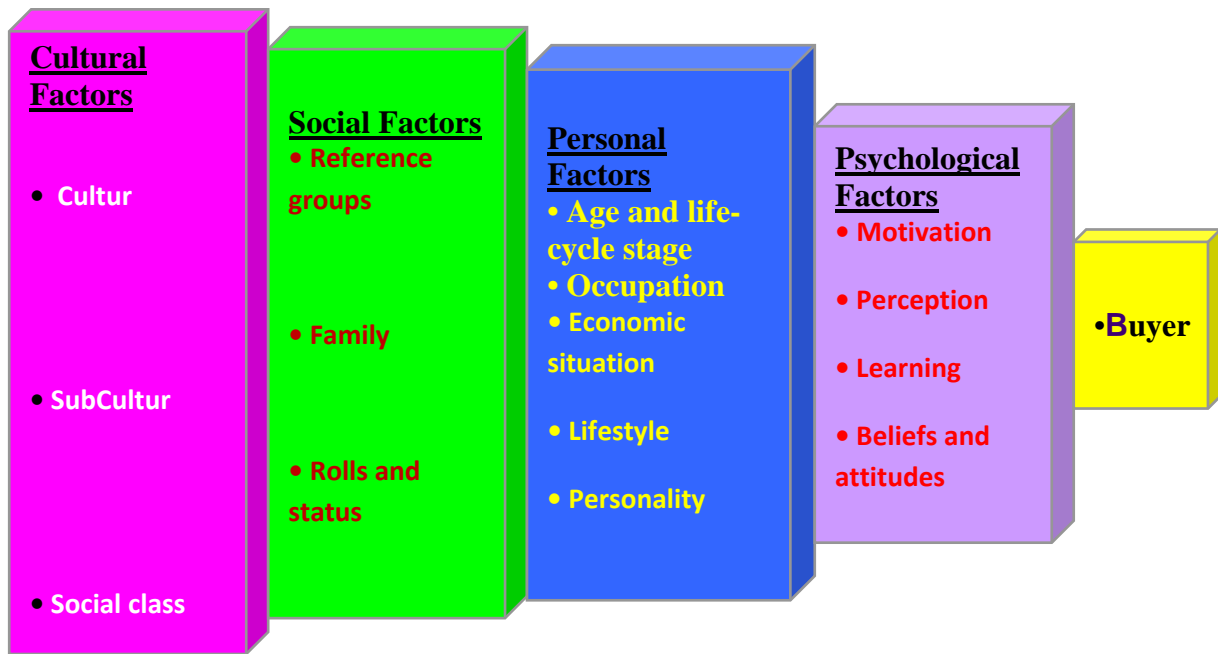 Cultural
Factors
• Cultur
• SubCultur
• Social class
Social Factors
• Reference
groups
• Family
• Rolls and
status
Personal
Factors
• Age and life-
cycle stage
• Occupation
• Economic
situation
• Lifestyle
• Personality
Psychological
Factors
• Motivation
• Perception
• Learning
• Beliefs and
attitudes
•Buyer